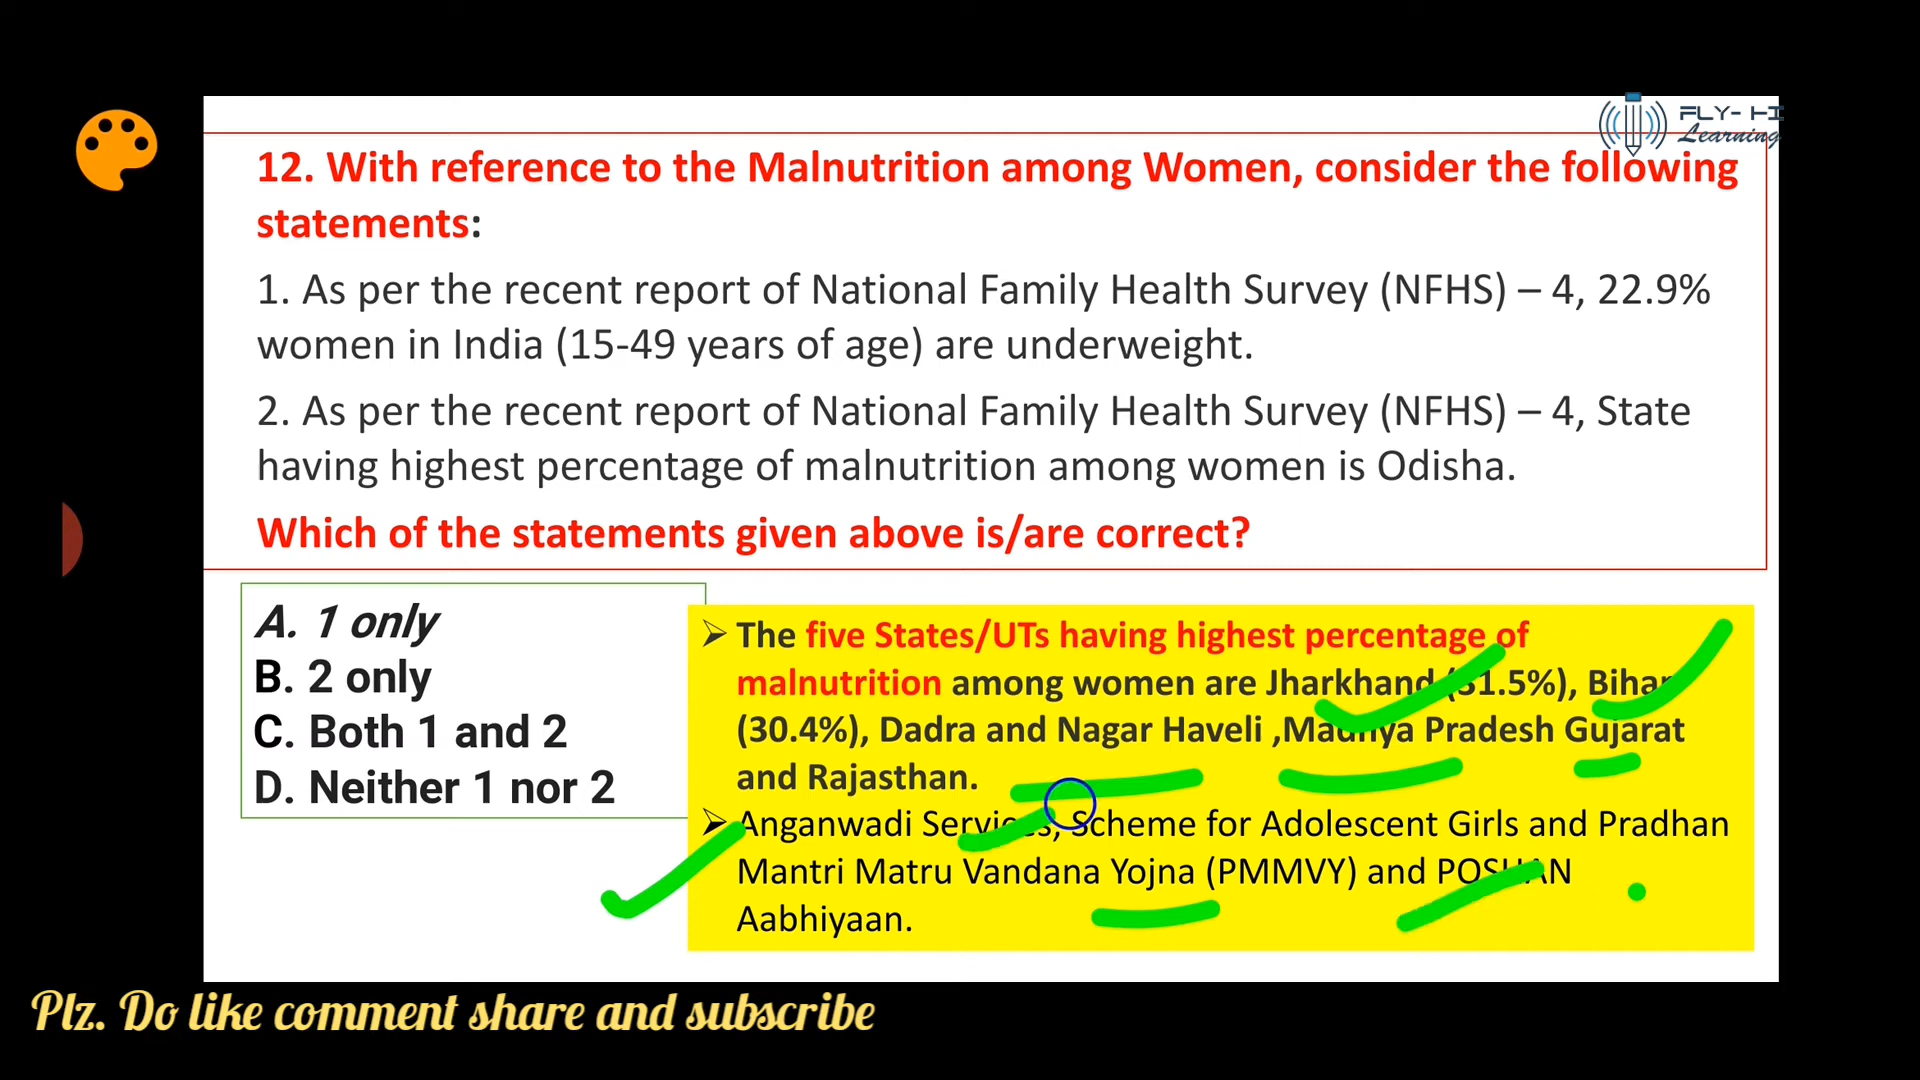 FLY-HI
Learning
12. With reference to the Malnutrition among Women, consider the following
statements:
1. As per the recent report of National Family Health Survey (NFHS) – 4, 22.9%
women in India (15-49 years of age) are underweight.
2. As per the recent report of National Family Health Survey (NFHS) – 4, State
having highest percentage of malnutrition among women is Odisha.
Which of the statements given above is/are correct?
A. 1 only
B. 2 only
C. Both 1 and 2
D. Neither 1 nor 2
➢ The five States/UTs having highest percentage of
malnutrition among women are Jharkhand (31.5%), Bihar
(30.4%), Dadra and Nagar Haveli ,Madhya Pradesh Gujarat
and Rajasthan.
➢ Anganwadi Services, Scheme for Adolescent Girls and Pradhan
Mantri Matru Vandana Yojna (PMMVY) and POSHAN
Aabhiyaan.
Plz. Do like comment share and subscribe